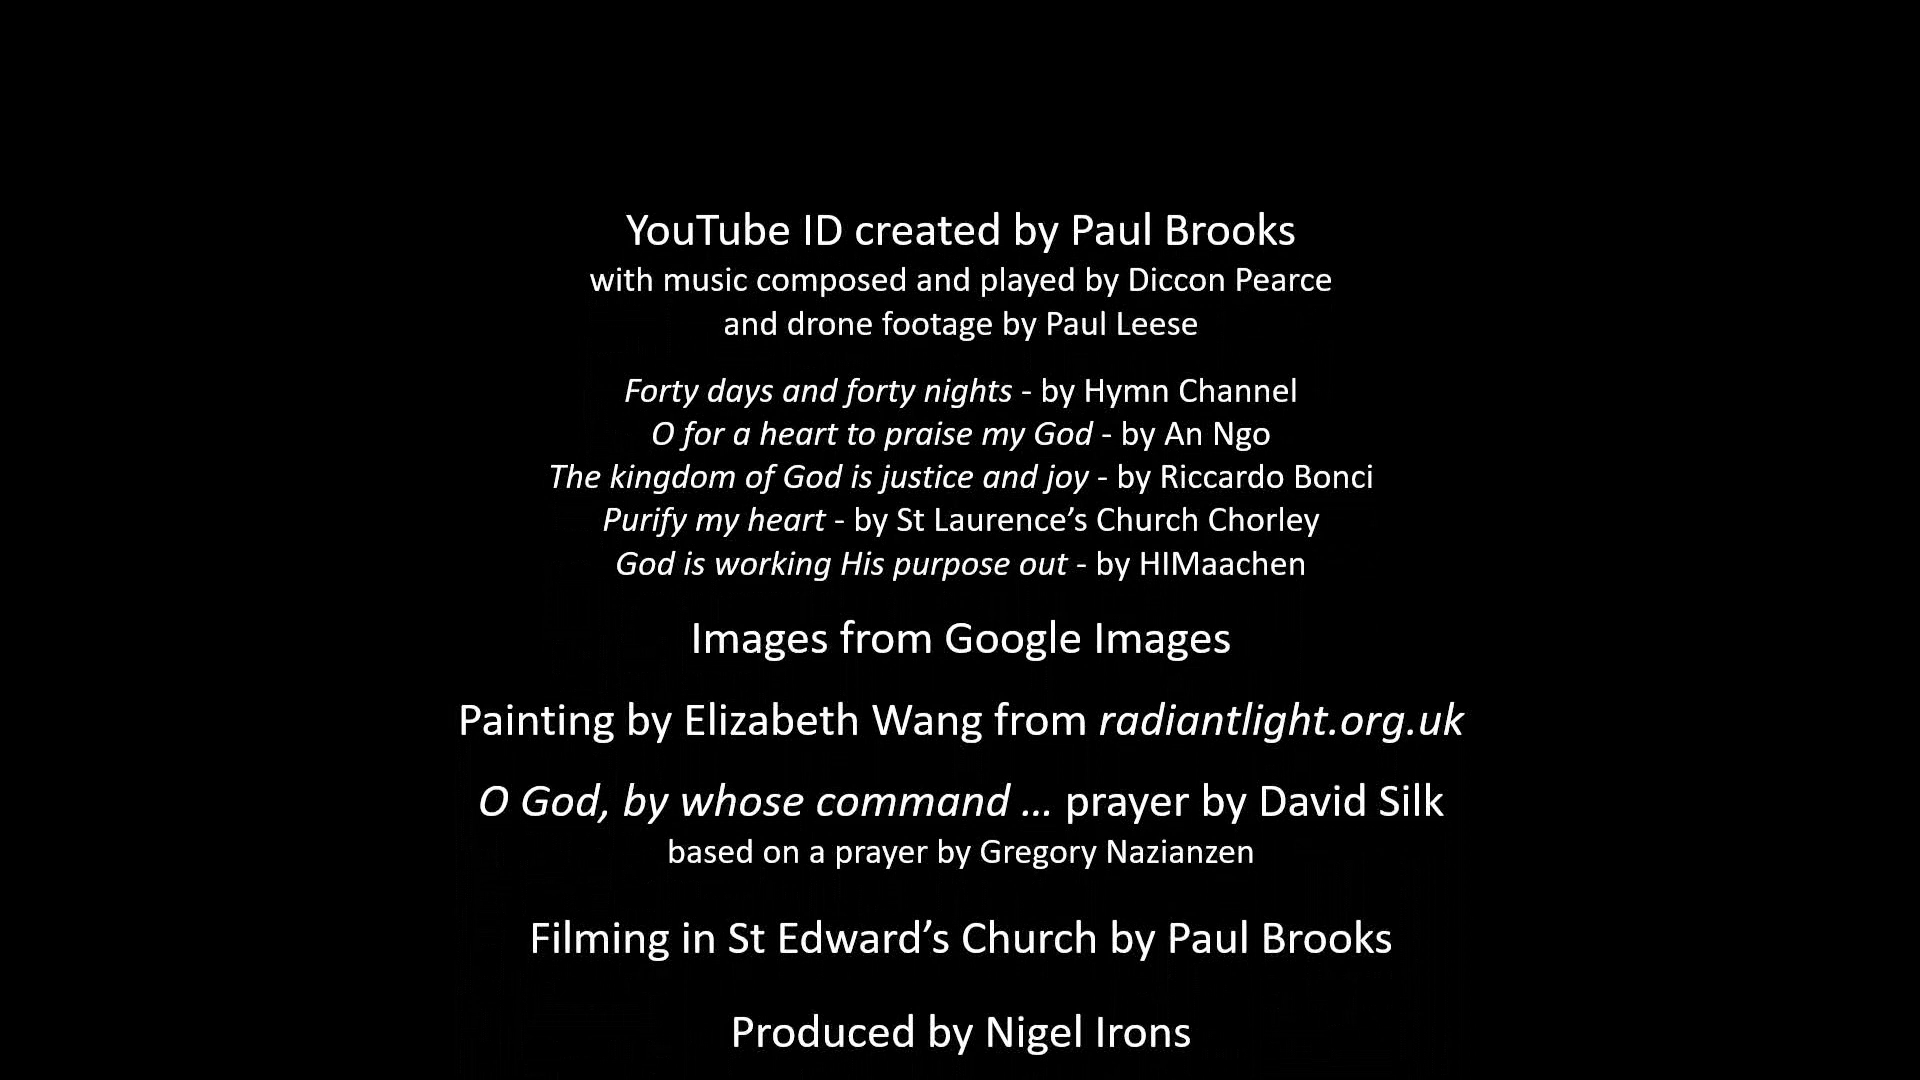 YouTube ID created by Paul Brooks
with music composed and played by Diccon Pearce
and drone footage by Paul Leese
Forty days and forty nights - by Hymn Channel
O for a heart to praise my God - by An Ngo
The kingdom of God is justice and joy - by Riccardo Bonci
Purify my heart - by St Laurence’s Church Chorley
God is working His purpose out - by HIMaachen
Images from Google Images
Painting by Elizabeth Wang from radiantlight.org.uk
O God, by whose command ... prayer by David Silk
based on a prayer by Gregory Nazianzen
Filming in St Edward’s Church by Paul Brooks
Produced by Nigel Irons